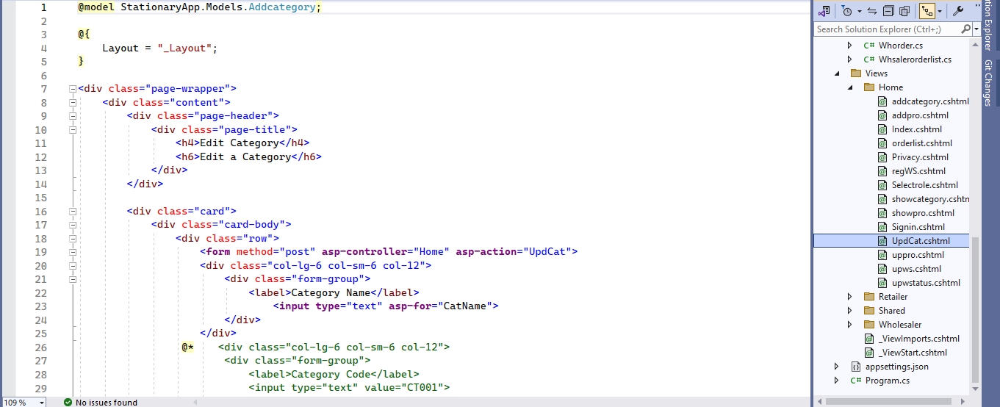 1 @model StationaryApp.Models.Addcategory;
2
3 @{
4 Layout = "_Layout";
5 }
6
7 <div class="page-wrapper">
8 <div class="content">
9 <div class="page-header">
10 <div class="page-title">
11 <h4>Edit Category</h4>
12 <h6>Edit a Category</h6>
13 </div>
14 </div>
15
16 <div class="card">
17 <div class="card-body">
18 <div class="row">
19 <form method="post" asp-controller="Home" asp-action="UpdCat">
20 <div class="col-lg-6 col-sm-6 col-12">
21 <div class="form-group">
22 <label>Category Name</label>
23 <input type="text" asp-for="CatName">
24 </div>
25 </div>
26 @* <div class="col-lg-6 col-sm-6 col-12">
27 <div class="form-group">
28 <label>Category Code</label>
29 <input type="text" value="CT001">
109 %
No issues found
Search Solution Explorer (Ctrl+;)
C# Whorder.cs
C# Whsalerorderlist.cs
Views
Home
addcategory.cshtml
addpro.cshtml
Index.cshtml
orderlist.cshtml
Privacy.cshtml
regWS.cshtml
Selectrole.cshtml
showcategory.cshtm
showpro.cshtml
Signin.cshtml
UpdCat.cshtml
uppro.cshtml
upws.cshtml
upwstatus.cshtml
Retailer
Shared
Wholesaler
_ViewImports.cshtml
_ViewStart.cshtml
appsettings.json
C# Program.cs
ution Explorer
Git Changes